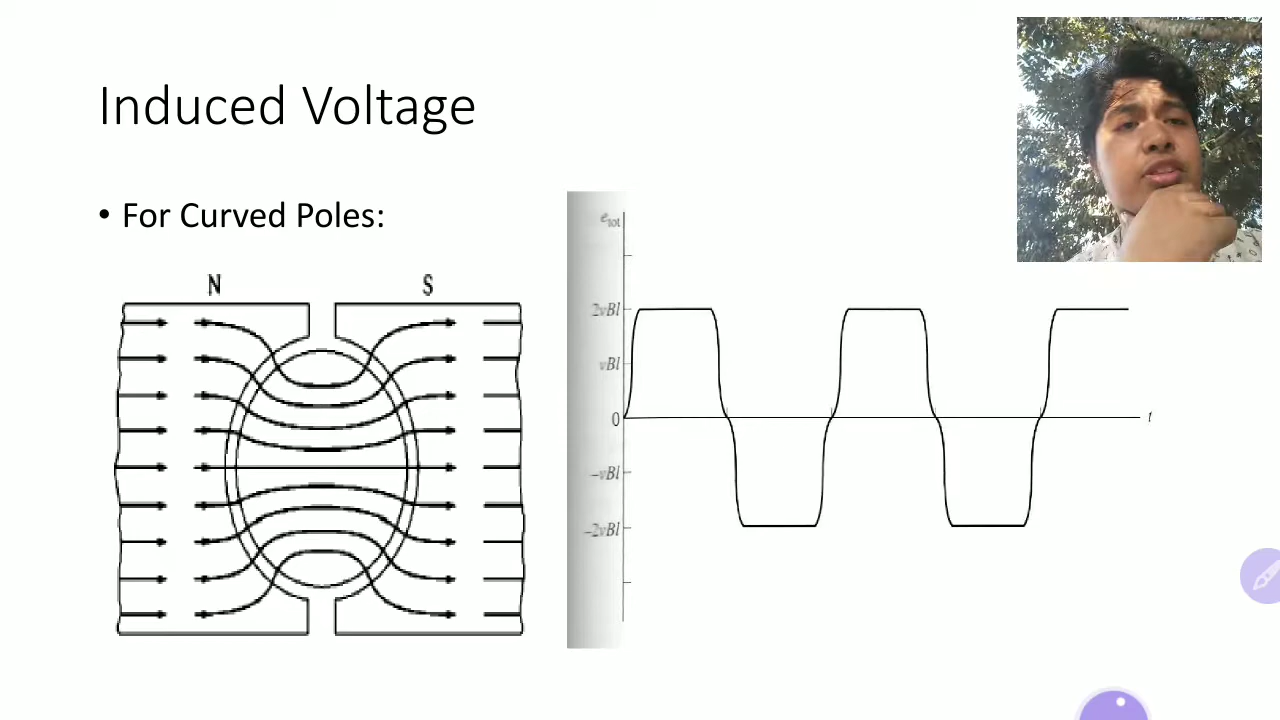 Induced Voltage
• For Curved Poles:
N S
e_tot
2vBl
vBl
0
t
−vBl
−2vBl